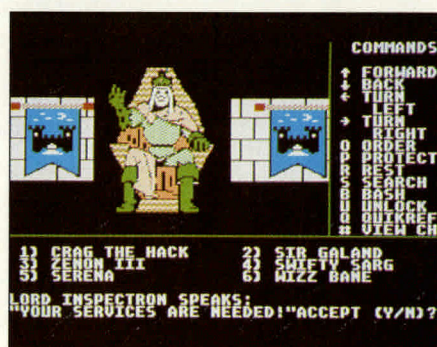 COMMANDS
↑ FORWARD
↓ BACK
← TURN
LEFT
→ TURN
RIGHT
O ORDER
P PROTECT
R REST
S SEARCH
B BASH
U UNLOCK
Q QUIKREF
# VIEW CH
1) CRAG THE HACK 2) SIR GALAND
3) ZENON III 4) SWIFTY SARG
5) SERENA 6) WIZZ BANE
LORD INSPECTRON SPEAKS:
"YOUR SERVICES ARE NEEDED!"ACCEPT (Y/N)?